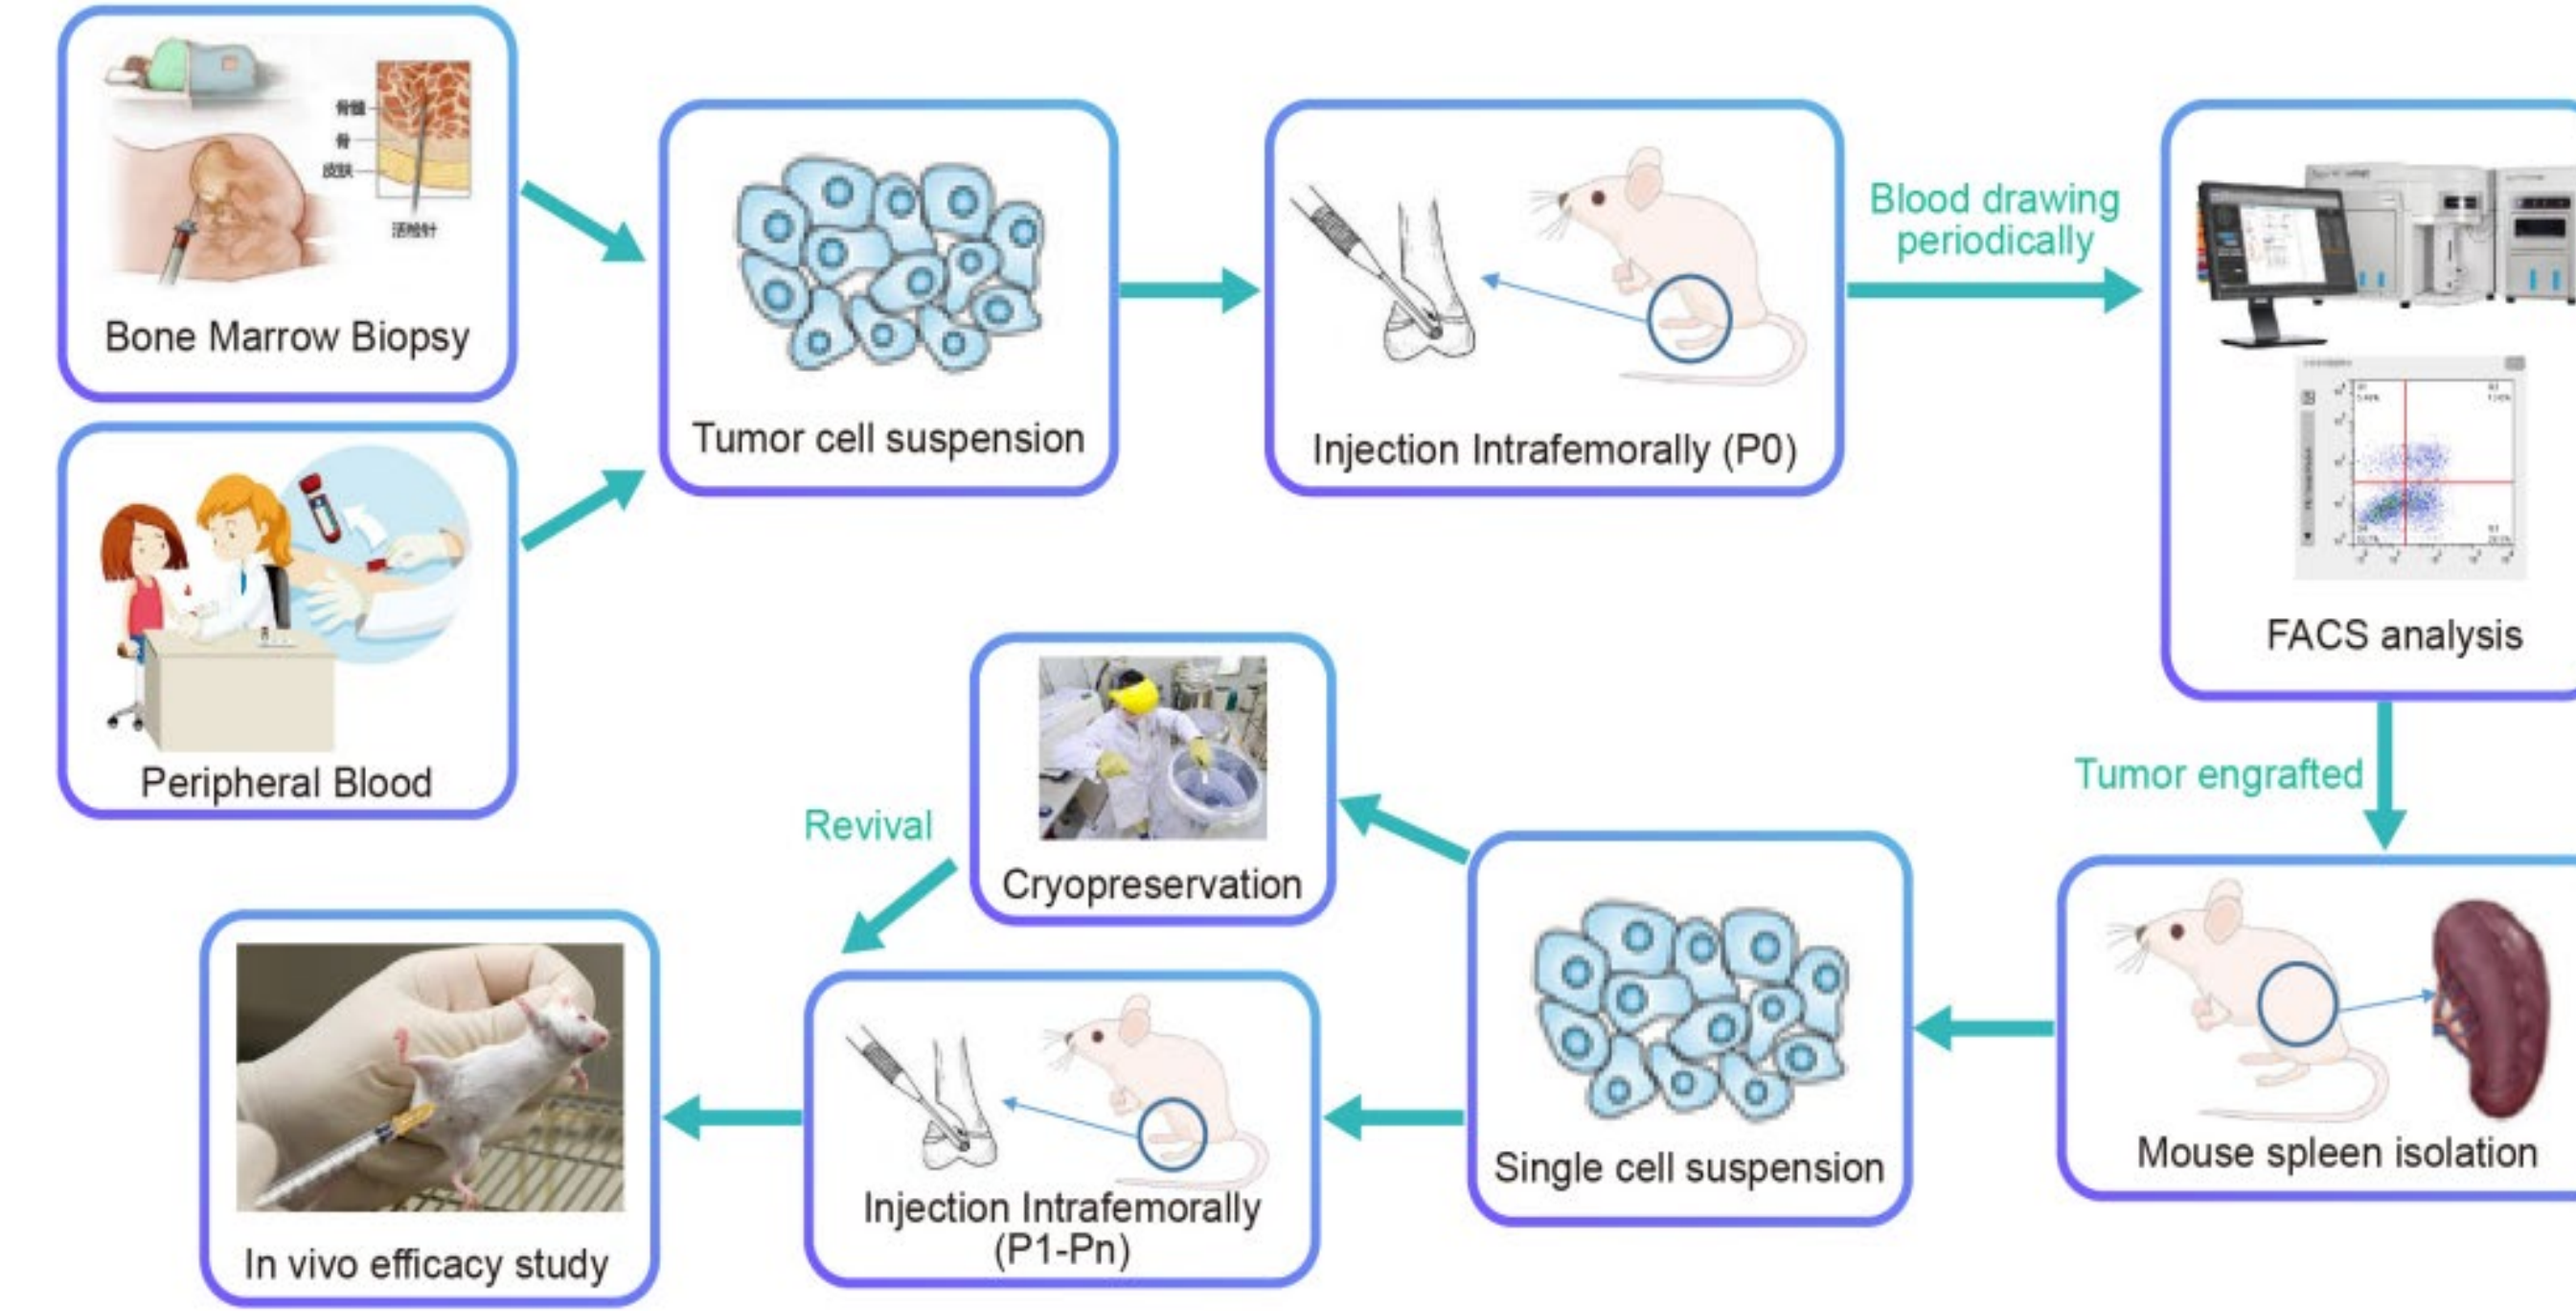 骨髓
骨
皮肤
活检针
Bone Marrow Biopsy
Peripheral Blood
Tumor cell suspension
Injection Intrafemorally (P0)
Blood drawing
periodically
FACS analysis
Tumor engrafted
Mouse spleen isolation
Single cell suspension
Cryopreservation
Revival
Injection Intrafemorally
(P1-Pn)
In vivo efficacy study